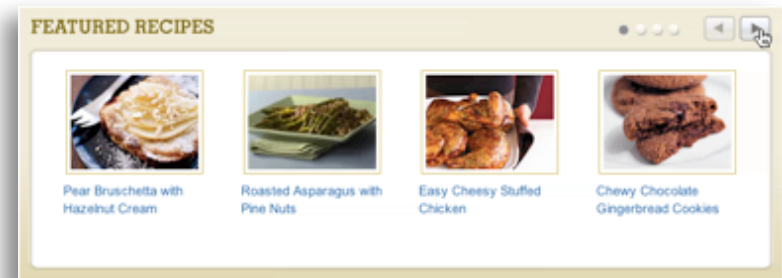 FEATURED RECIPES
Pear Bruschetta with
Hazelnut Cream
Roasted Asparagus with
Pine Nuts
Easy Cheesy Stuffed
Chicken
Chewy Chocolate
Gingerbread Cookies